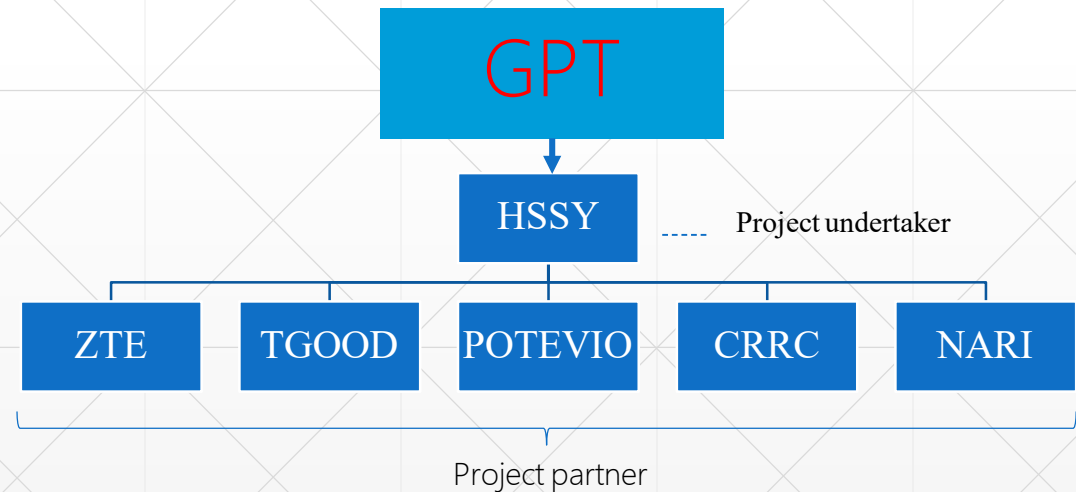 GPT
HSSY
Project undertaker
ZTE
TGOOD
POTEVIO
CRRC
NARI
Project partner